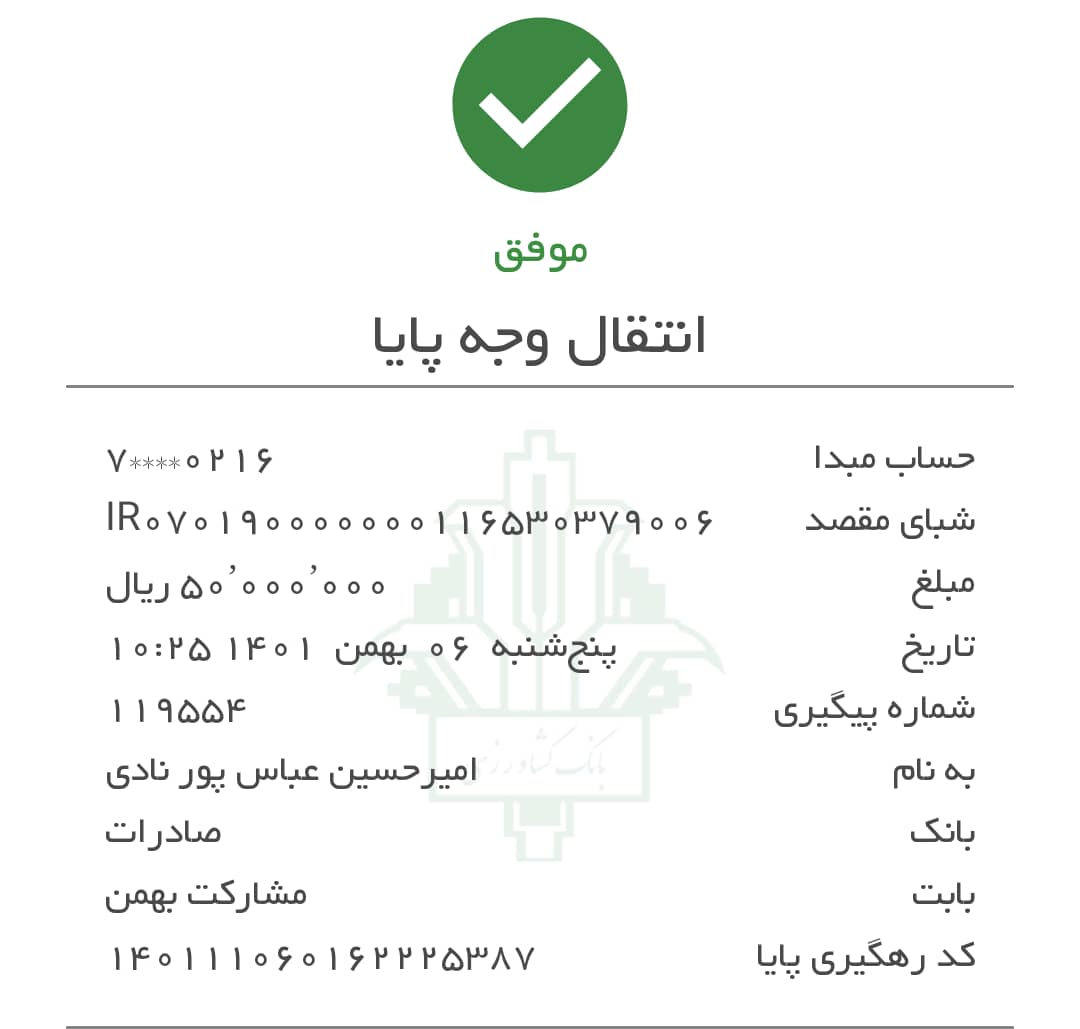 موفق
انتقال وجه پایا
حساب مبدا ۷****۰۲۱۶
شبای مقصد IR۰۷۰۱۹۰۰۰۰۰۰۰۰۱۱۶۵۳۰۳۷۹۰۰۶
مبلغ ۵۰٬۰۰۰٬۰۰۰ ریال
تاریخ پنج‌شنبه ۰۶ بهمن ۱۴۰۱ ۱۰:۲۵
شماره پیگیری ۱۱۹۵۵۴
به نام امیرحسین عباس پور نادی
بانک صادرات
بابت مشارکت بهمن
کد رهگیری پایا ۱۴۰۱۱۱۰۶۰۱۶۲۲۲۵۳۸۷
بانک کشاورزی